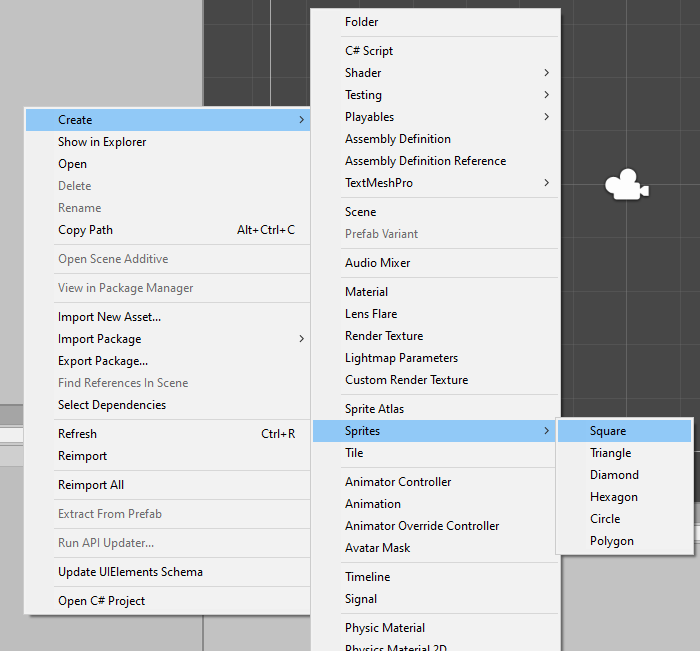 Create
Show in Explorer
Open
Delete
Rename
Copy Path Alt+Ctrl+C
Open Scene Additive
View in Package Manager
Import New Asset...
Import Package
Export Package...
Find References In Scene
Select Dependencies
Refresh Ctrl+R
Reimport
Reimport All
Extract From Prefab
Run API Updater...
Update UIElements Schema
Open C# Project
Folder
C# Script
Shader
Testing
Playables
Assembly Definition
Assembly Definition Reference
TextMeshPro
Scene
Prefab Variant
Audio Mixer
Material
Lens Flare
Render Texture
Lightmap Parameters
Custom Render Texture
Sprite Atlas
Sprites
Tile
Animator Controller
Animation
Animator Override Controller
Avatar Mask
Timeline
Signal
Physic Material
Physics Material 2D
Square
Triangle
Diamond
Hexagon
Circle
Polygon